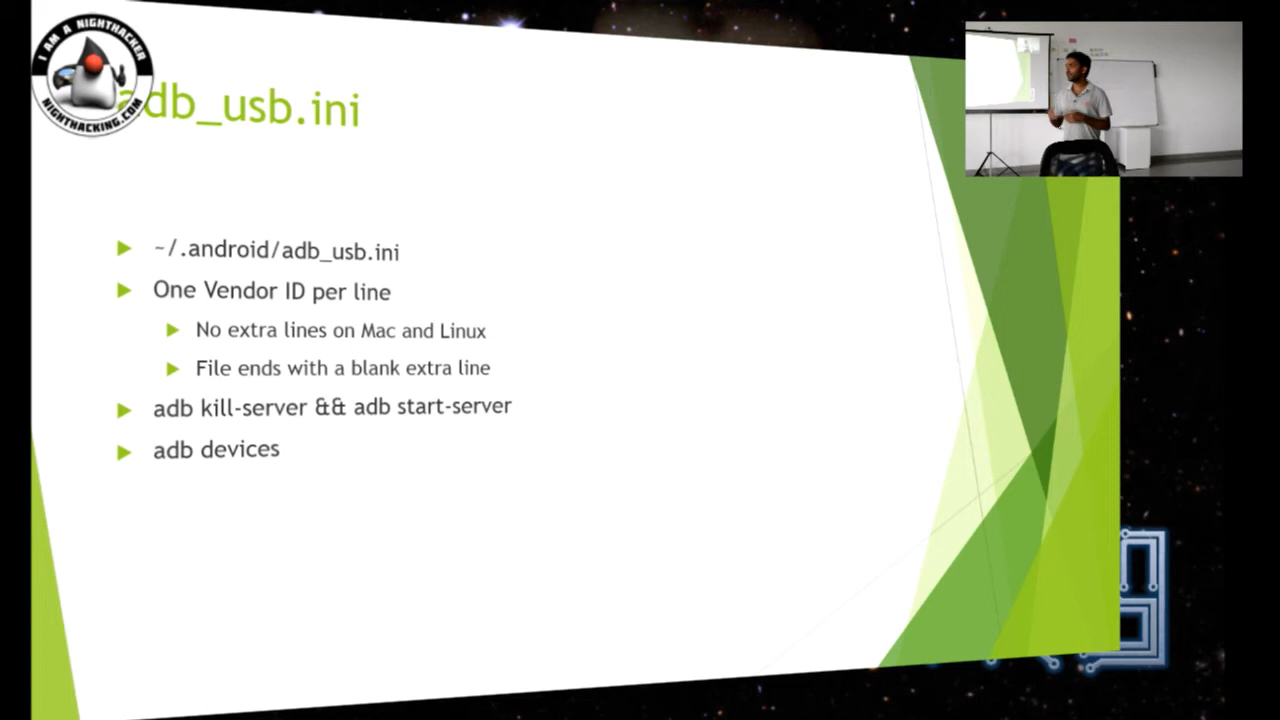 I AM A NIGHTHACKER
NIGHTHACKING.COM
adb_usb.ini
~/.android/adb_usb.ini
One Vendor ID per line
No extra lines on Mac and Linux
File ends with a blank extra line
adb kill-server && adb start-server
adb devices